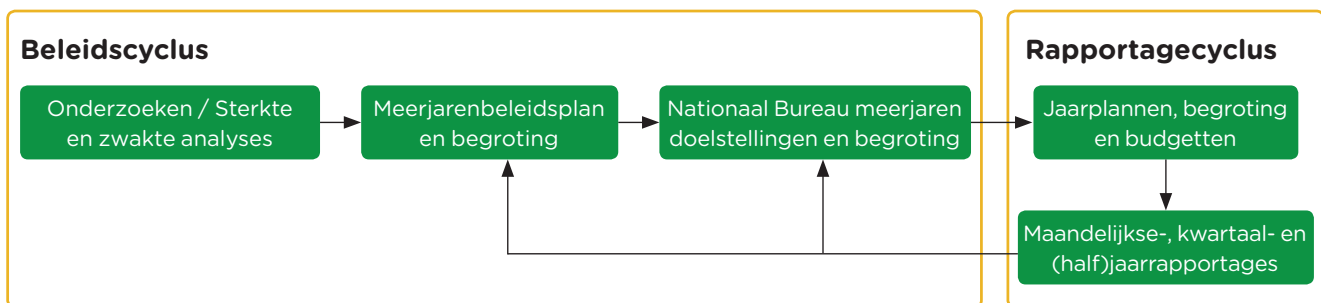 Beleidscyclus
Onderzoeken / Sterkte
en zwakte analyses
Meerjarenbeleidsplan
en begroting
Nationaal Bureau meerjaren
doelstellingen en begroting
Rapportagecyclus
Jaarplannen, begroting
en budgetten
Maandelijkse-, kwartaal- en
(half)jaarrapportages